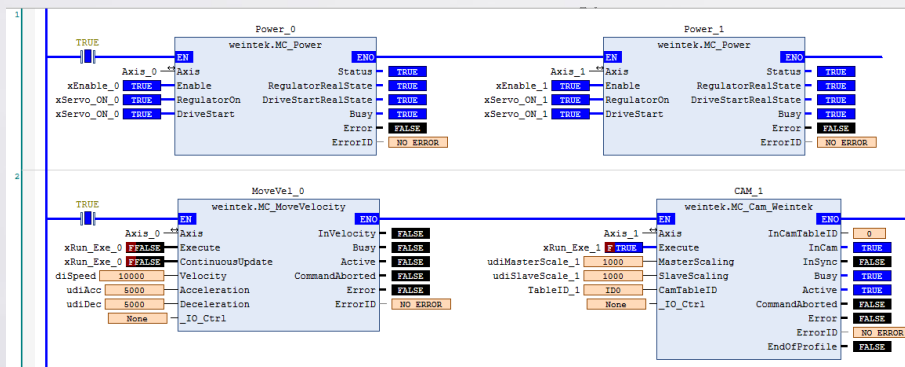 1
Power_0
Power_1
TRUE
weintek.MC_Power
weintek.MC_Power
EN
ENO
EN
ENO
Axis_0
Axis
Status
TRUE
Axis_1
Axis
Status
TRUE
xEnable_0
TRUE
Enable
RegulatorRealState
TRUE
xEnable_1
TRUE
Enable
RegulatorRealState
TRUE
xServo_ON_0
TRUE
RegulatorOn
DriveStartRealState
TRUE
xServo_ON_1
TRUE
RegulatorOn
DriveStartRealState
TRUE
xServo_ON_0
TRUE
DriveStart
Busy
TRUE
xServo_ON_1
TRUE
DriveStart
Busy
TRUE
Error
FALSE
Error
FALSE
ErrorID
NO ERROR
ErrorID
NO ERROR
2
MoveVel_0
CAM_1
TRUE
weintek.MC_MoveVelocity
weintek.MC_Cam_Weintek
EN
ENO
EN
ENO
Axis_0
Axis
InVelocity
FALSE
Axis_1
Axis
InCamTableID
0
xRun_Exe_0
F FALSE
Execute
Busy
FALSE
xRun_Exe_1
F TRUE
Execute
InCam
TRUE
xRun_Exe_0
F FALSE
ContinuousUpdate
Active
FALSE
udiMasterScale_1
1000
MasterScaling
InSync
FALSE
diSpeed
10000
Velocity
CommandAborted
FALSE
udiSlaveScale_1
1000
SlaveScaling
Busy
TRUE
udiAcc
5000
Acceleration
Error
FALSE
TableID_1
ID0
CamTableID
Active
TRUE
udiDec
5000
Deceleration
ErrorID
NO ERROR
None
_IO_Ctrl
CommandAborted
FALSE
None
_IO_Ctrl
Error
FALSE
ErrorID
NO ERROR
EndOfProfile
FALSE